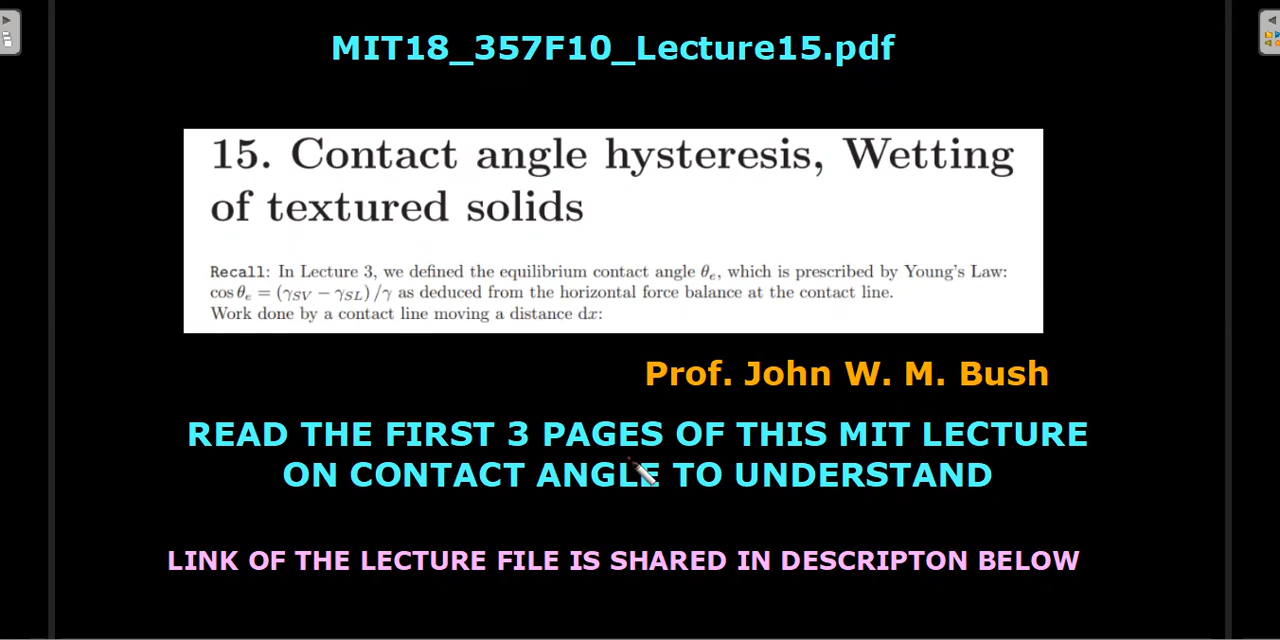 MIT18_357F10_Lecture15.pdf
15. Contact angle hysteresis, Wetting
of textured solids
Recall: In Lecture 3, we defined the equilibrium contact angle θₑ, which is prescribed by Young's Law:
cos θₑ = (γSV − γSL) /γ as deduced from the horizontal force balance at the contact line.
Work done by a contact line moving a distance dx:
Prof. John W. M. Bush
READ THE FIRST 3 PAGES OF THIS MIT LECTURE
ON CONTACT ANGLE TO UNDERSTAND
LINK OF THE LECTURE FILE IS SHARED IN DESCRIPTON BELOW